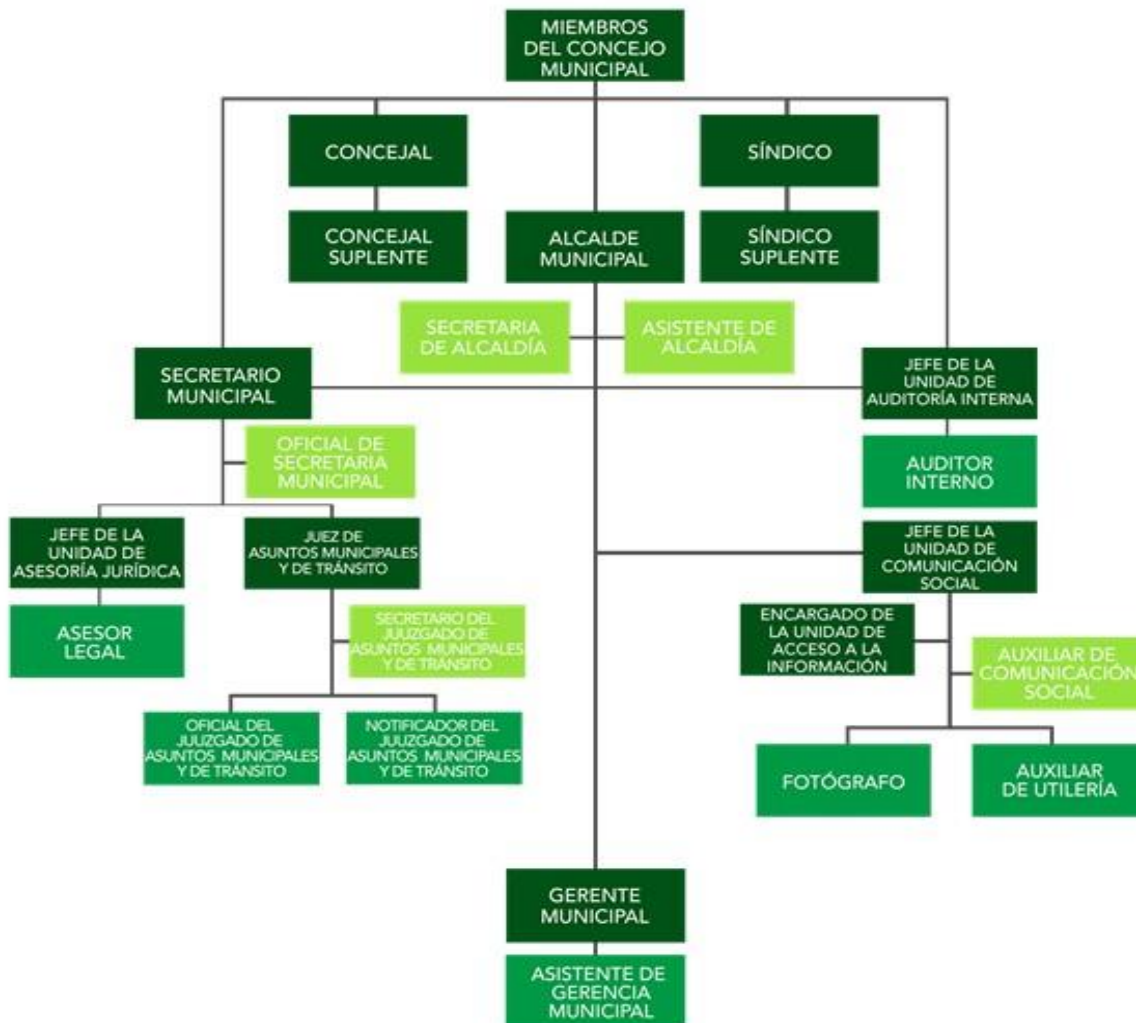 MIEMBROS
DEL CONCEJO
MUNICIPAL
CONCEJAL
SÍNDICO
CONCEJAL
SUPLENTE
ALCALDE
MUNICIPAL
SÍNDICO
SUPLENTE
SECRETARIA
DE ALCALDÍA
ASISTENTE DE
ALCALDÍA
SECRETARIO
MUNICIPAL
JEFE DE LA
UNIDAD DE
AUDITORÍA INTERNA
OFICIAL DE
SECRETARIA
MUNICIPAL
AUDITOR
INTERNO
JEFE DE LA
UNIDAD DE
ASESORÍA JURÍDICA
JUEZ DE
ASUNTOS MUNICIPALES
Y DE TRÁNSITO
JEFE DE LA
UNIDAD DE
COMUNICACIÓN
SOCIAL
ASESOR
LEGAL
SECRETARIO DEL
JUUZGADO DE
ASUNTOS MUNICIPALES
Y DE TRÁNSITO
ENCARGADO DE
LA UNIDAD DE
ACCESO A LA
INFORMACIÓN
AUXILIAR DE
COMUNICACIÓN
SOCIAL
OFICIAL DEL
JUUZGADO DE
ASUNTOS MUNICIPALES
Y DE TRÁNSITO
NOTIFICADOR DEL
JUUZGADO DE
ASUNTOS MUNICIPALES
Y DE TRÁNSITO
FOTÓGRAFO
AUXILIAR
DE UTILERÍA
GERENTE
MUNICIPAL
ASISTENTE DE
GERENCIA
MUNICIPAL